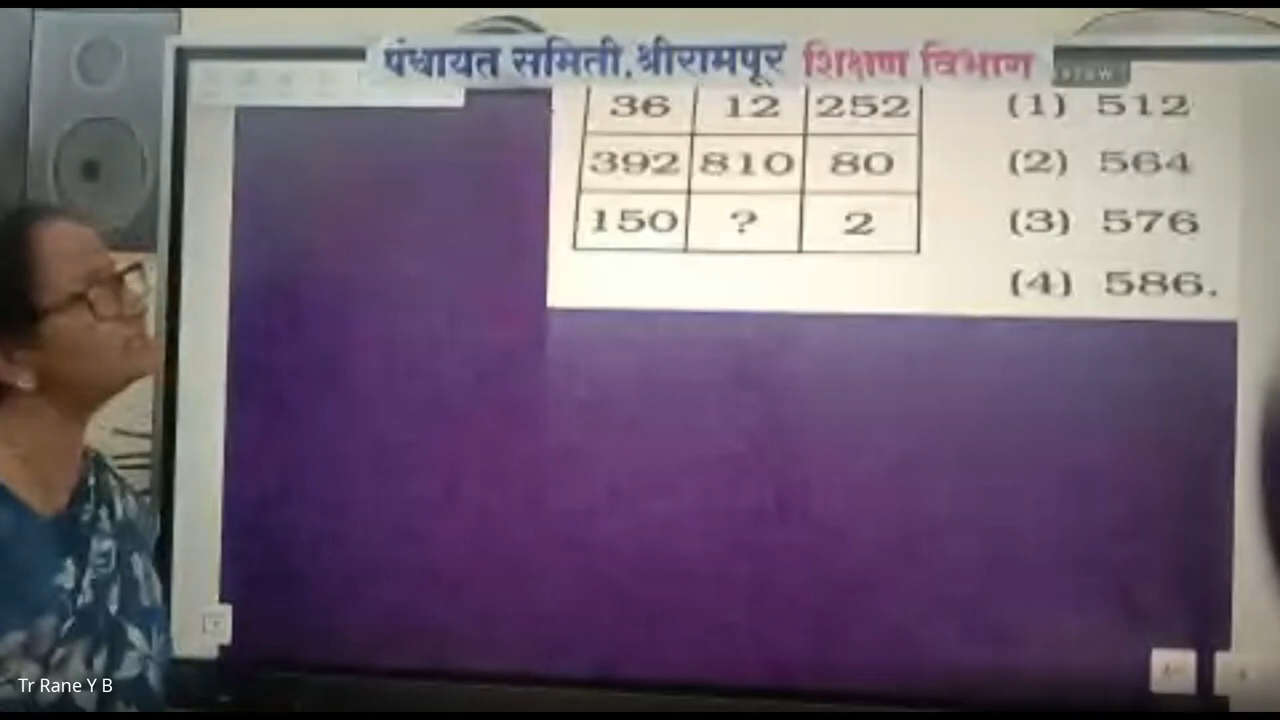 पंचायत समिती.श्रीरामपूर शिक्षण विभाग
36 12 252 (1) 512
392 810 80 (2) 564
150 ? 2 (3) 576
(4) 586.
Tr Rane Y B